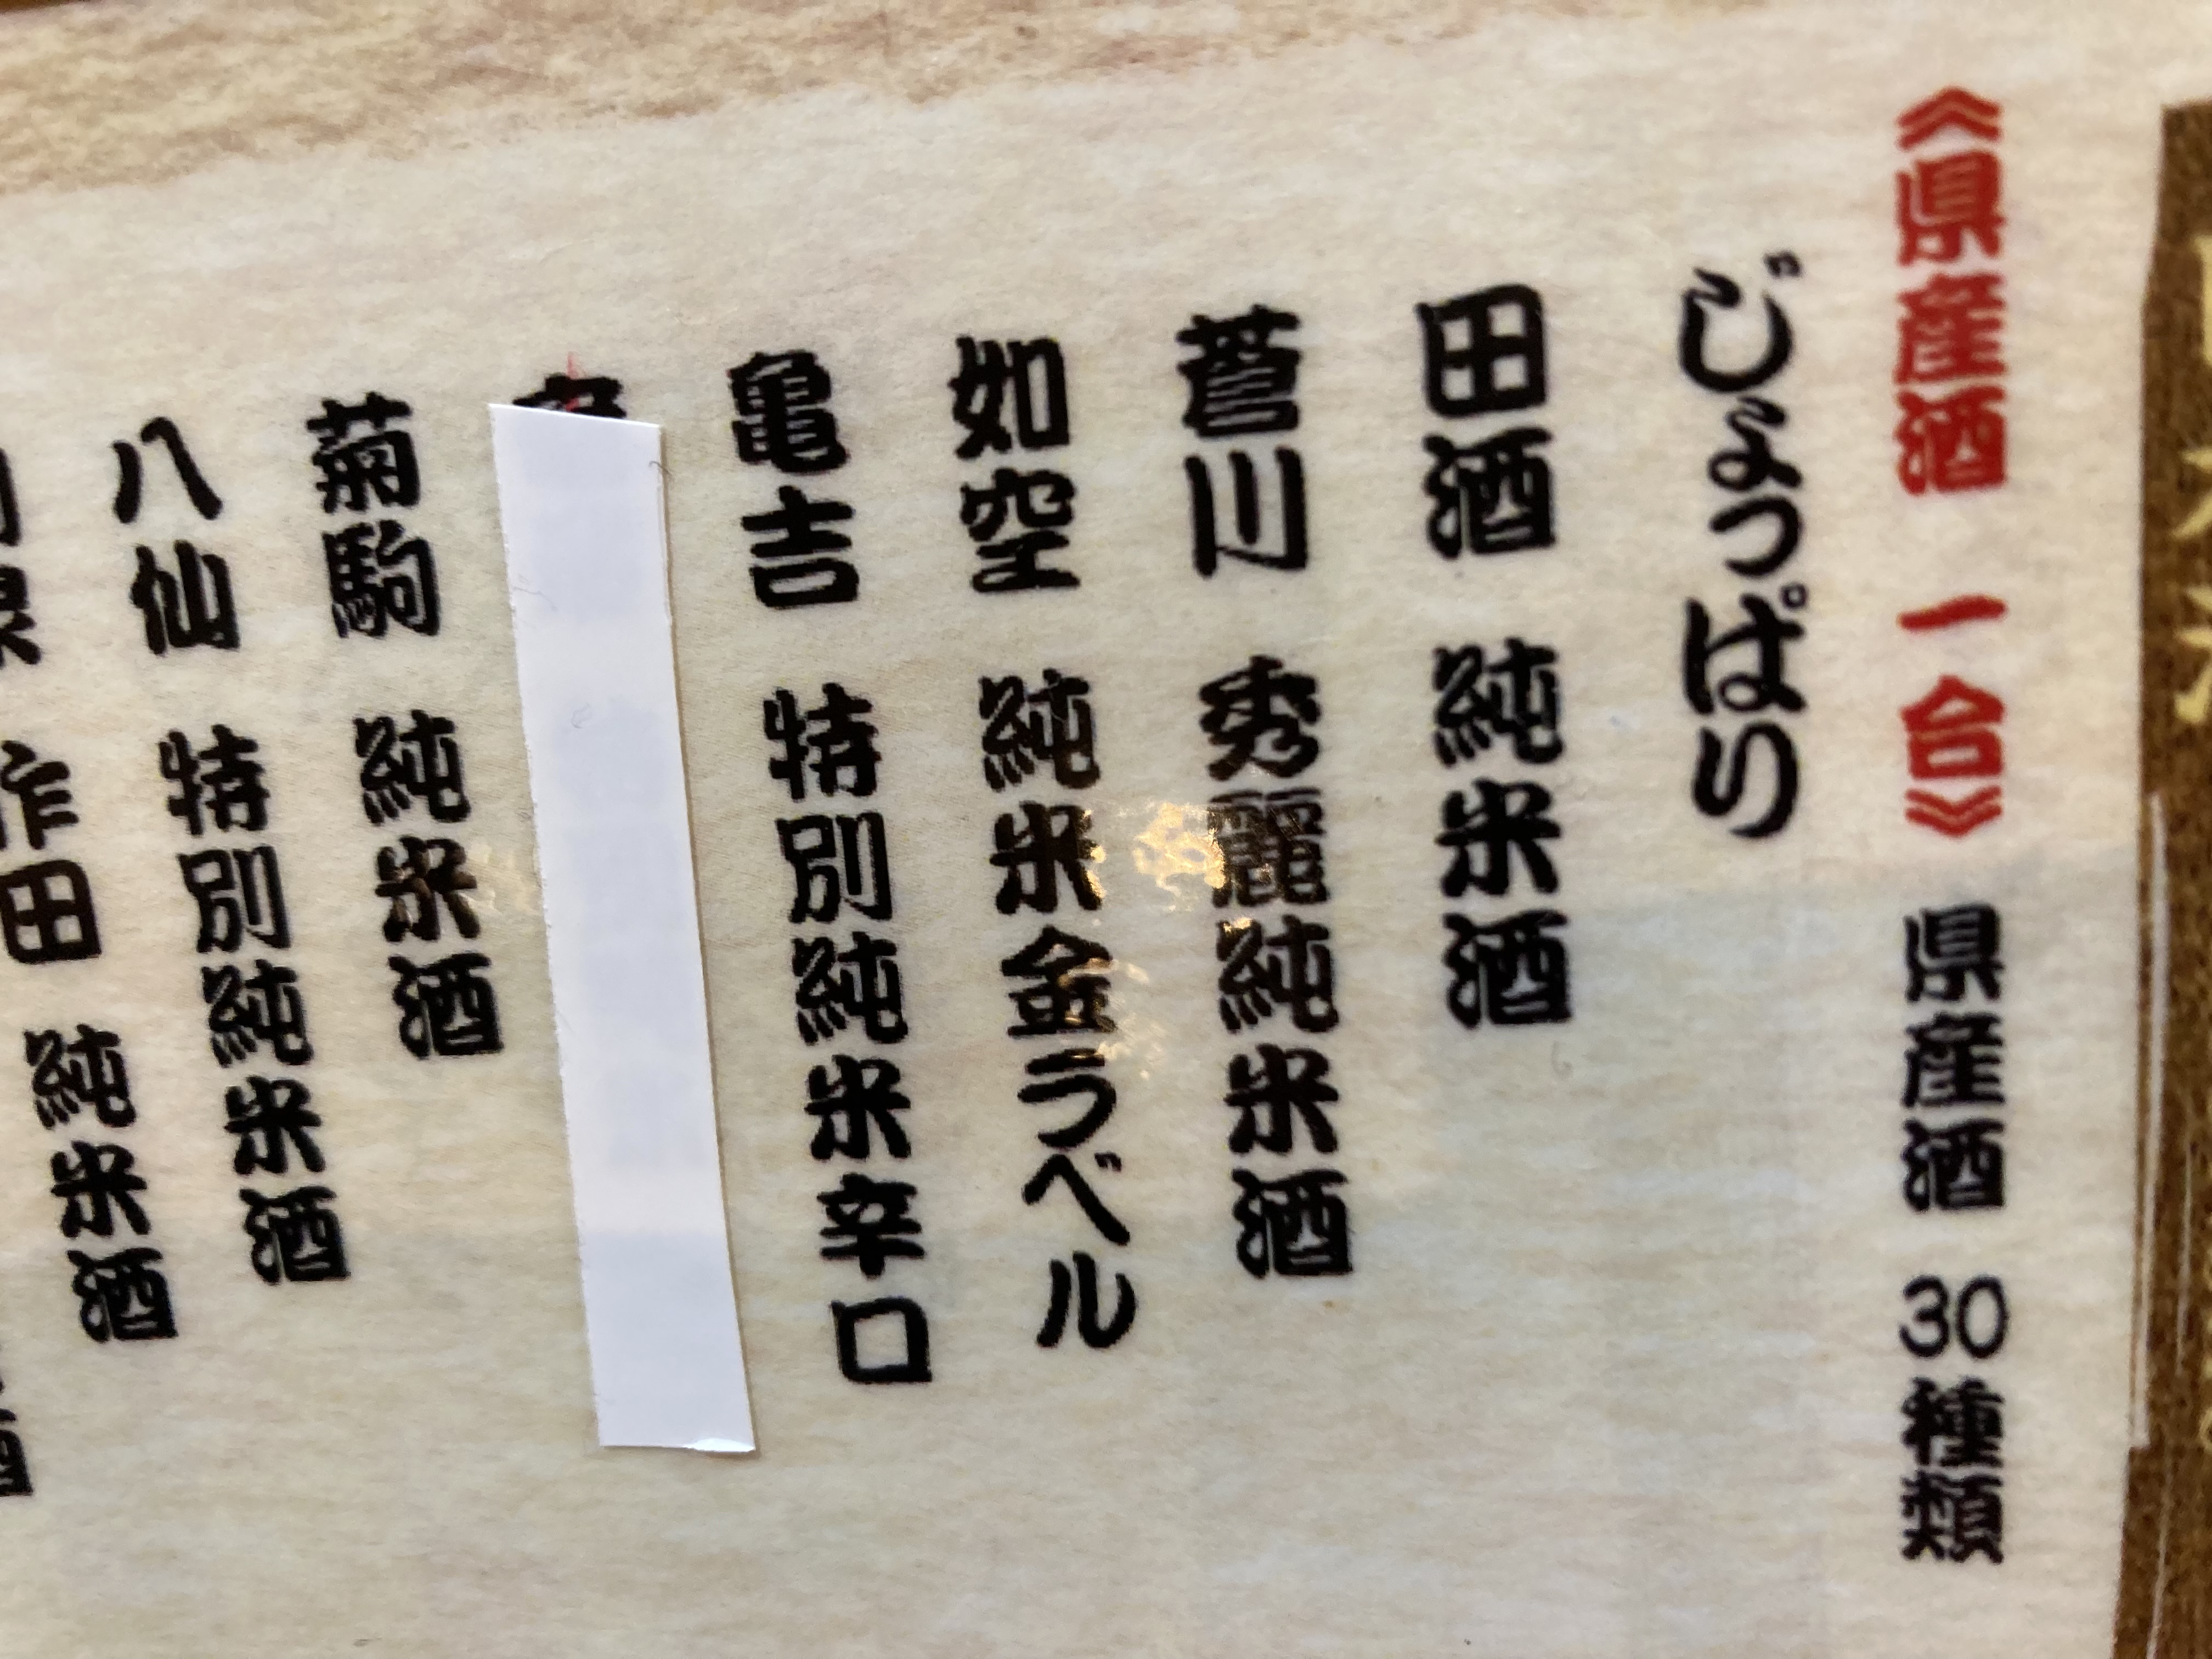 《県産酒 一合》 県産酒 30種類
じょっぱり
田酒 純米酒
菅川 秀麗純米酒
如空 純米金ラベル
亀吉 特別純米辛口
菊駒 純米酒
八仙 特別純米酒
作田 純米酒